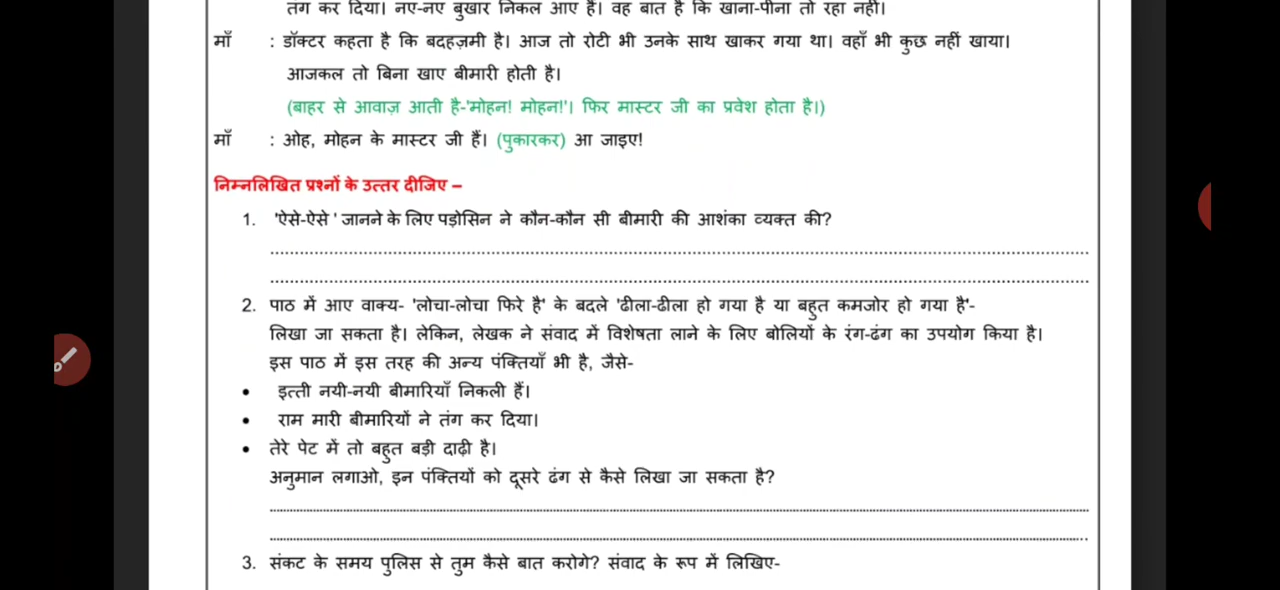 तंग कर दिया। नए-नए बुखार निकल आए हैं। वह बात है कि खाना-पीना तो रहा नहीं।
माँ : डॉक्टर कहता है कि बदहज़मी है। आज तो रोटी भी उनके साथ खाकर गया था। वहाँ भी कुछ नहीं खाया।
आजकल तो बिना खाए बीमारी होती है।
(बाहर से आवाज़ आती है-'मोहन! मोहन!'। फिर मास्टर जी का प्रवेश होता है।)
माँ : ओह, मोहन के मास्टर जी हैं। (पुकारकर) आ जाइए!
निम्नलिखित प्रश्नों के उत्तर दीजिए –
1. 'ऐसे-ऐसे ' जानने के लिए पड़ोसिन ने कौन-कौन सी बीमारी की आशंका व्यक्त की?
2. पाठ में आए वाक्य- 'लोचा-लोचा फिरे है' के बदले 'ढीला-ढीला हो गया है या बहुत कमजोर हो गया है'-
लिखा जा सकता है। लेकिन, लेखक ने संवाद में विशेषता लाने के लिए बोलियों के रंग-ढंग का उपयोग किया है।
इस पाठ में इस तरह की अन्य पंक्तियाँ भी है, जैसे-
• इत्ती नयी-नयी बीमारियाँ निकली हैं।
• राम मारी बीमारियों ने तंग कर दिया।
• तेरे पेट में तो बहुत बड़ी दाढ़ी है।
अनुमान लगाओ, इन पंक्तियों को दूसरे ढंग से कैसे लिखा जा सकता है?
3. संकट के समय पुलिस से तुम कैसे बात करोगे? संवाद के रूप में लिखिए-